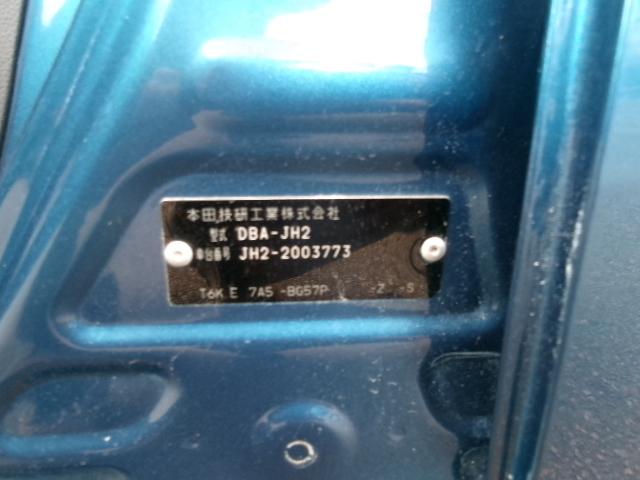 本田技研工業株式会社
型式 DBA-JH2
車台番号 JH2-2003773
T6K E 7AS -BG57P -Z -S